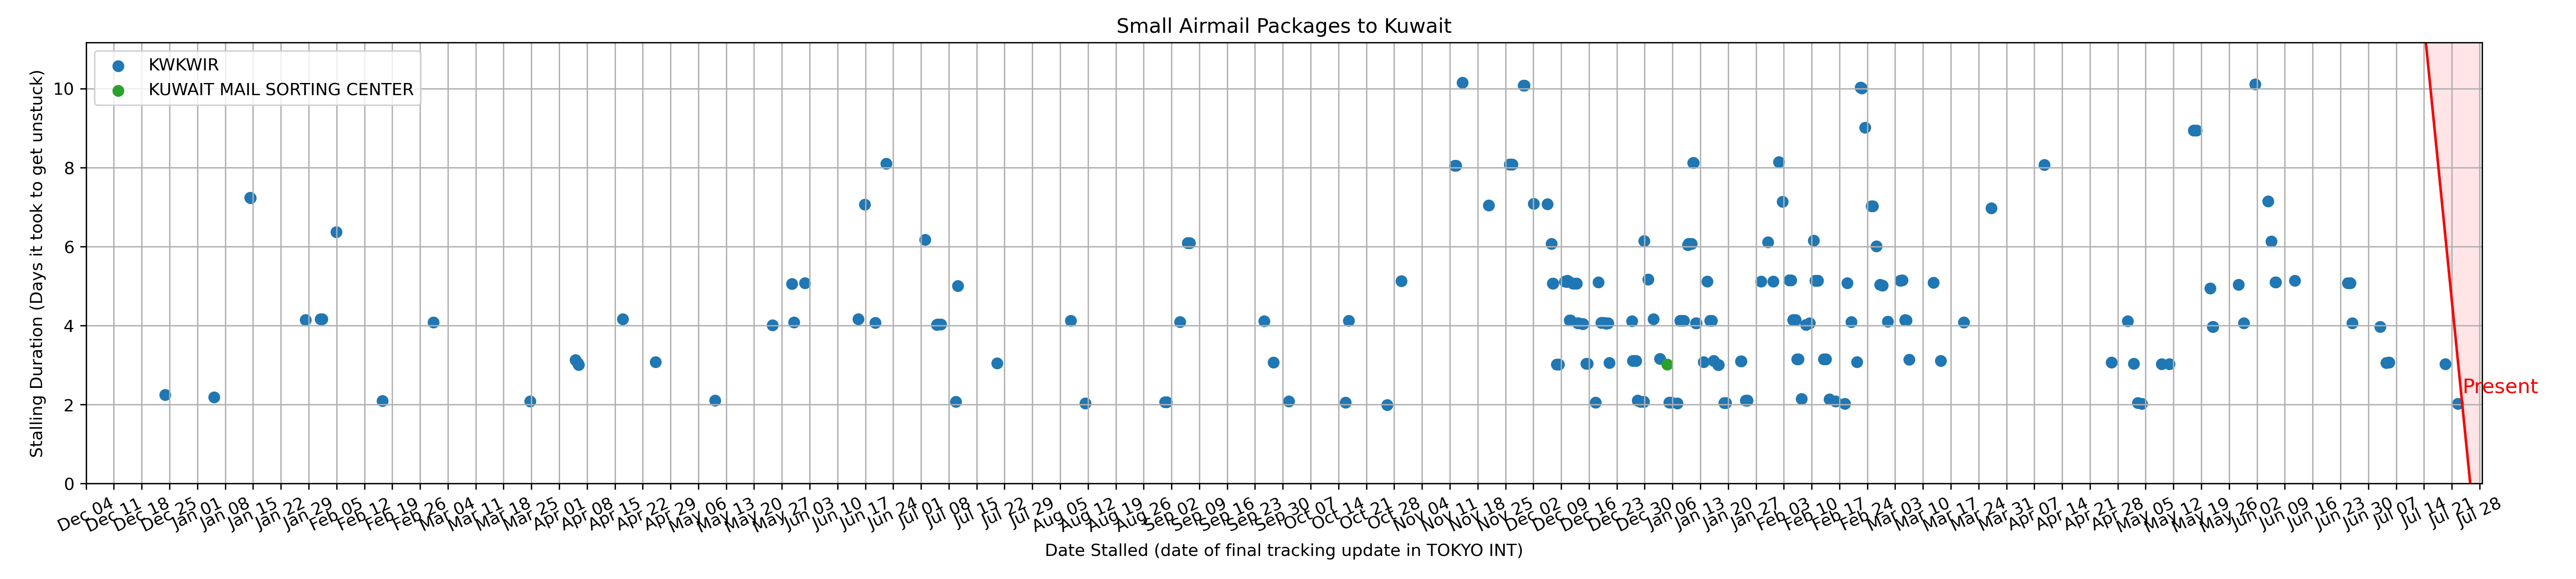 Small Airmail Packages to Kuwait
KWKWIR
KUWAIT MAIL SORTING CENTER
Stalling Duration (Days it took to get unstuck)
10
8
6
4
2
0
Present
Dec 04 Dec 11 Dec 18 Dec 25 Jan 01 Jan 08 Jan 15 Jan 22 Jan 29 Feb 05 Feb 12 Feb 19 Feb 26 Mar 04 Mar 11 Mar 18 Mar 25 Apr 01 Apr 08 Apr 15 Apr 22 Apr 29 May 06 May 13 May 20 May 27 Jun 03 Jun 10 Jun 17 Jun 24 Jul 01 Jul 08 Jul 15 Jul 22 Jul 29 Aug 05 Aug 12 Aug 19 Aug 26 Sep 02 Sep 09 Sep 16 Sep 23 Sep 30 Oct 07 Oct 14 Oct 21 Oct 28 Nov 04 Nov 11 Nov 18 Nov 25 Dec 02 Dec 09 Dec 16 Dec 23 Dec 30 Jan 06 Jan 13 Jan 20 Jan 27 Feb 03 Feb 10 Feb 17 Feb 24 Mar 03 Mar 10 Mar 17 Mar 24 Mar 31 Apr 07 Apr 14 Apr 21 Apr 28 May 05 May 12 May 19 May 26 Jun 02 Jun 09 Jun 16 Jun 23 Jun 30 Jul 07 Jul 14 Jul 21 Jul 28
Date Stalled (date of final tracking update in TOKYO INT)